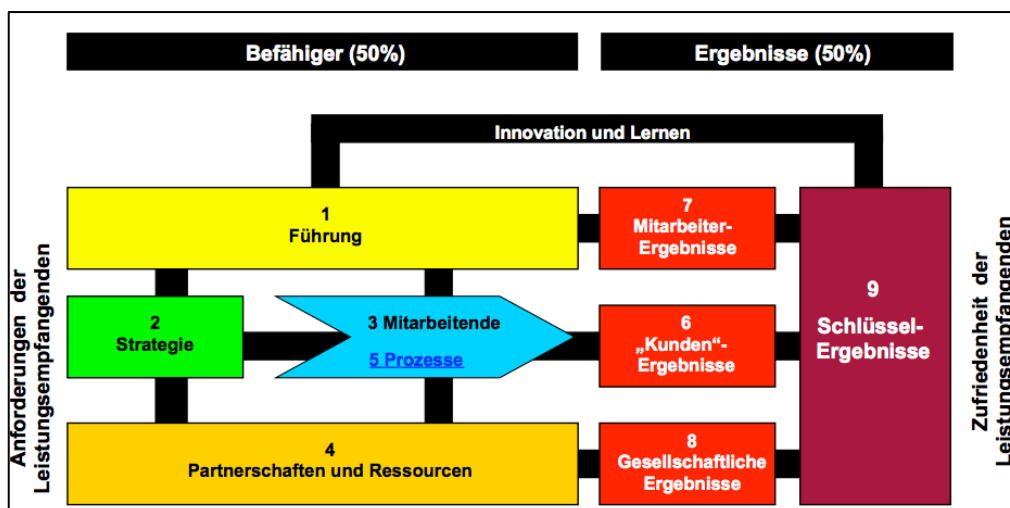 Befähiger (50%)
Ergebnisse (50%)
Innovation und Lernen
1
Führung
7
Mitarbeiter-
Ergebnisse
2
Strategie
3 Mitarbeitende
5 Prozesse
6
„Kunden“-
Ergebnisse
9
Schlüssel-
Ergebnisse
4
Partnerschaften und Ressourcen
8
Gesellschaftliche
Ergebnisse
Anforderungen der
Leistungsempfangenden
Zufriedenheit der
Leistungsempfangenden